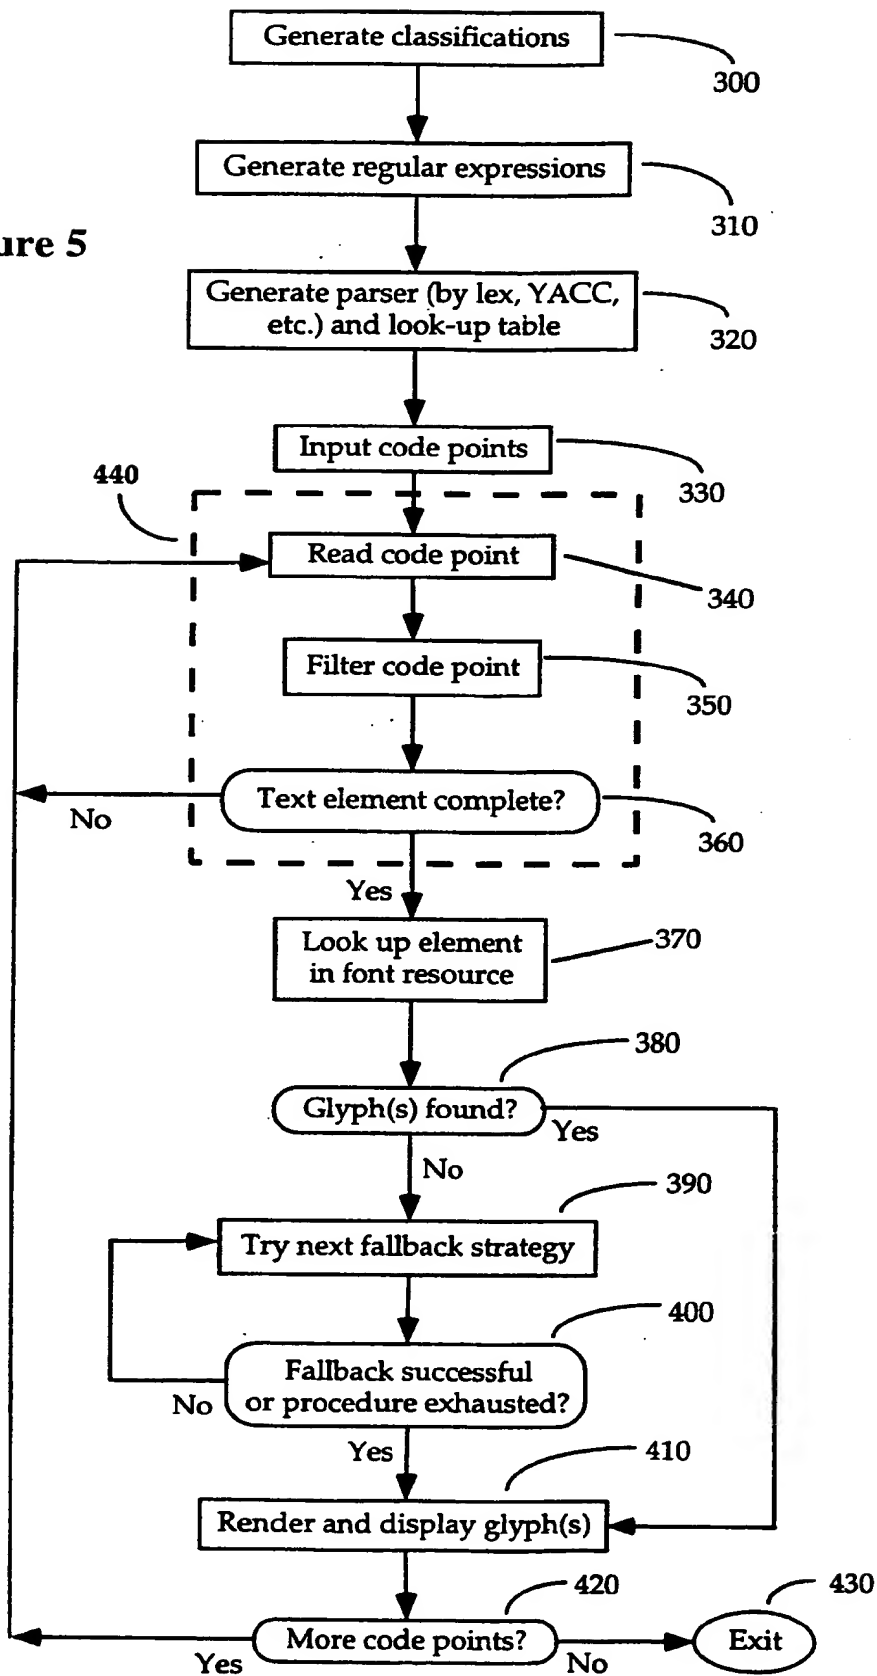 Generate classifications
300
Generate regular expressions
310
ure 5
Generate parser (by lex, YACC,
etc.) and look-up table
320
Input code points
330
440
Read code point
340
Filter code point
350
Text element complete?
No
360
Yes
Look up element
in font resource
370
380
Glyph(s) found?
Yes
No
390
Try next fallback strategy
400
Fallback successful
or procedure exhausted?
No
Yes
410
Render and display glyph(s)
420
430
More code points?
Exit
Yes
No